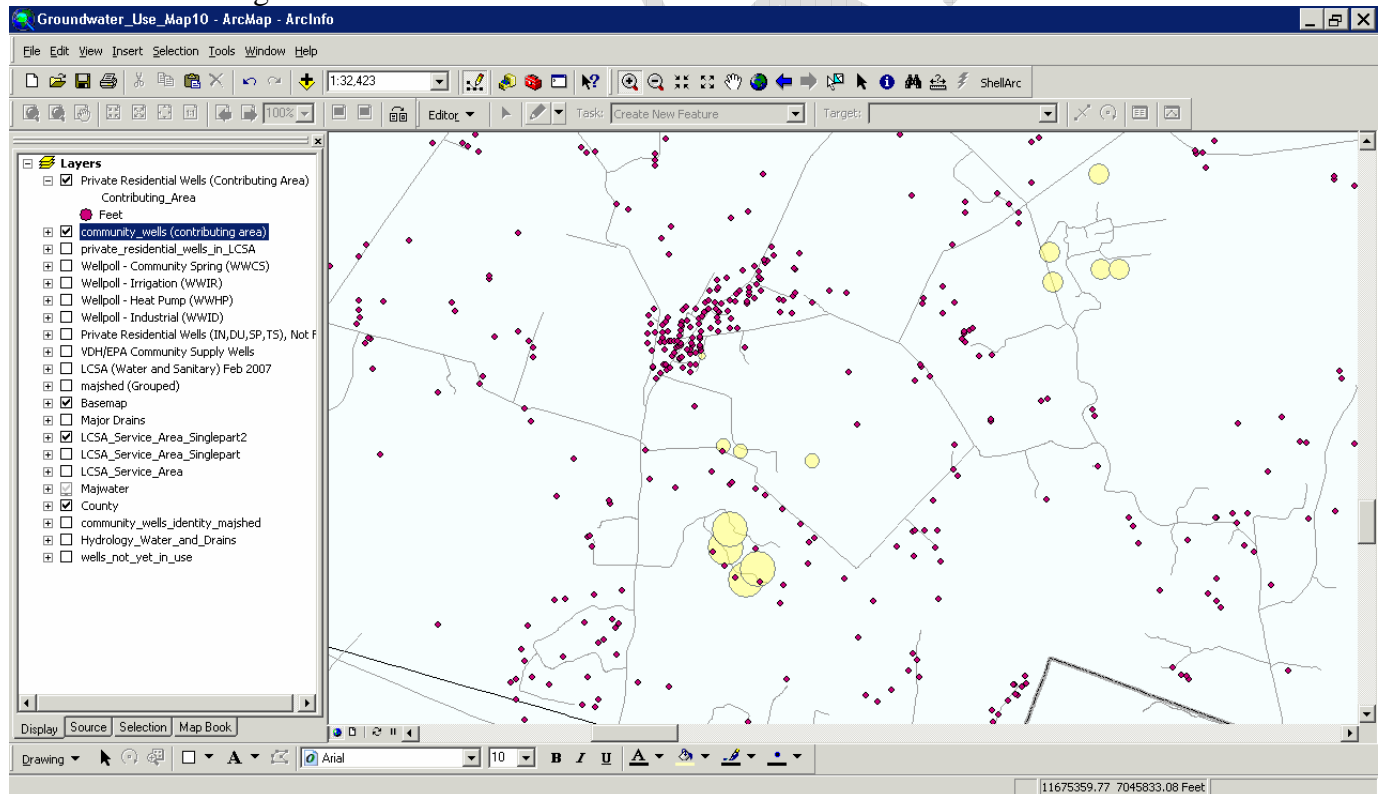 Groundwater_Use_Map10 - ArcMap - ArcInfo
File Edit View Insert Selection Tools Window Help
1:32,423
ShellArc
100%
Editor
Task: Create New Feature
Target:
Layers
Private Residential Wells (Contributing Area)
Contributing_Area
Feet
community_wells (contributing area)
private_residential_wells_in_LCSA
Wellpoll - Community Spring (WWCS)
Wellpoll - Irrigation (WWIR)
Wellpoll - Heat Pump (WWHP)
Wellpoll - Industrial (WWID)
Private Residential Wells (IN,DU,SP,TS), Not F
VDH/EPA Community Supply Wells
LCSA (Water and Sanitary) Feb 2007
majshed (Grouped)
Basemap
Major Drains
LCSA_Service_Area_Singlepart2
LCSA_Service_Area_Singlepart
LCSA_Service_Area
Majwater
County
community_wells_identity_majshed
Hydrology_Water_and_Drains
wells_not_yet_in_use
Display Source Selection Map Book
Drawing A Arial 10 B I U A
11675359.77 7045833.08 Feet